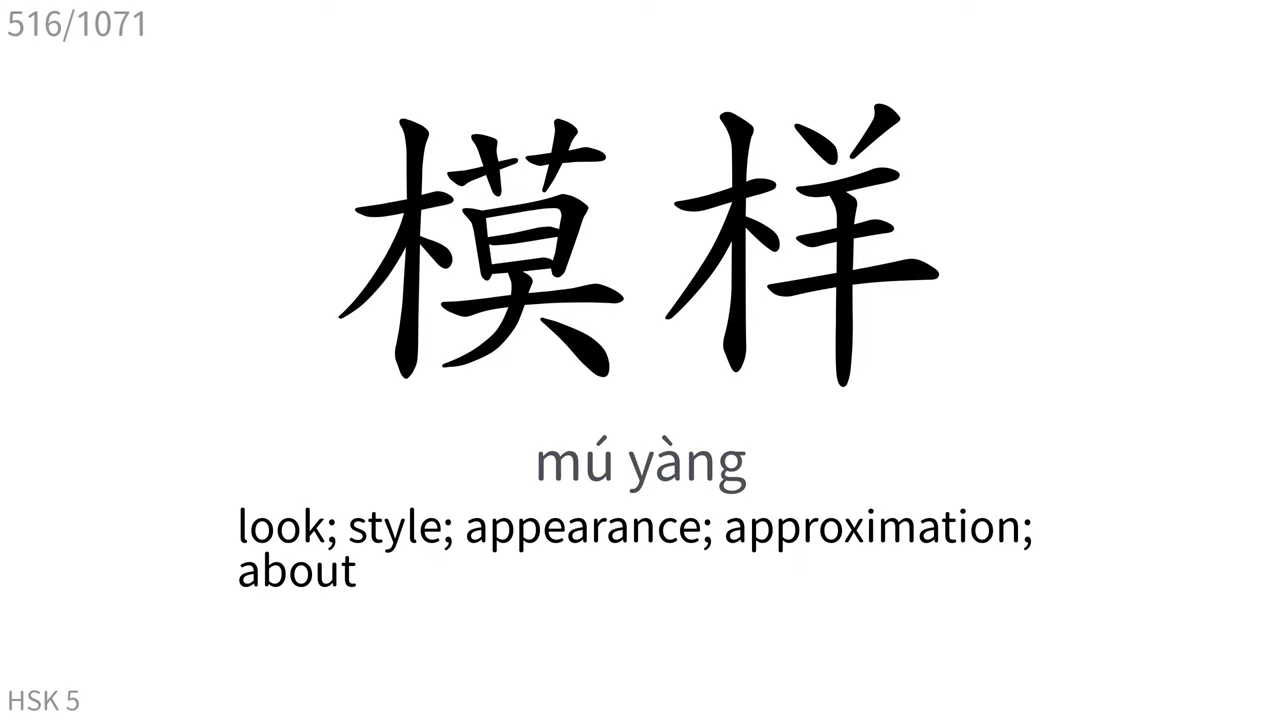 516/1071
模样
mú yàng
look; style; appearance; approximation;
about
HSK 5